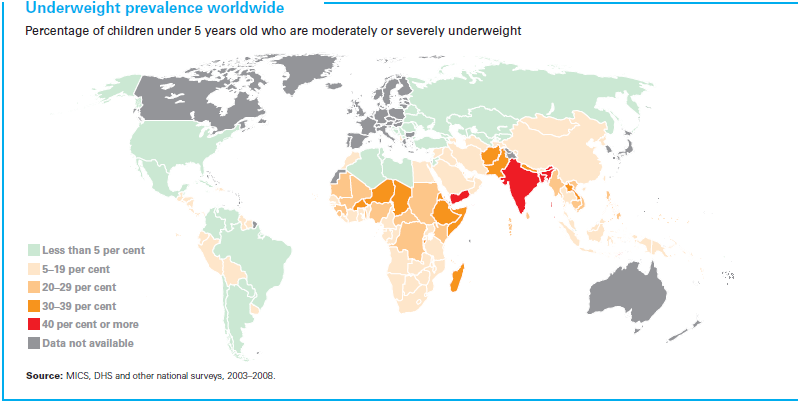 Underweight prevalence worldwide
Percentage of children under 5 years old who are moderately or severely underweight
Less than 5 per cent
5–19 per cent
20–29 per cent
30–39 per cent
40 per cent or more
Data not available
Source: MICS, DHS and other national surveys, 2003–2008.